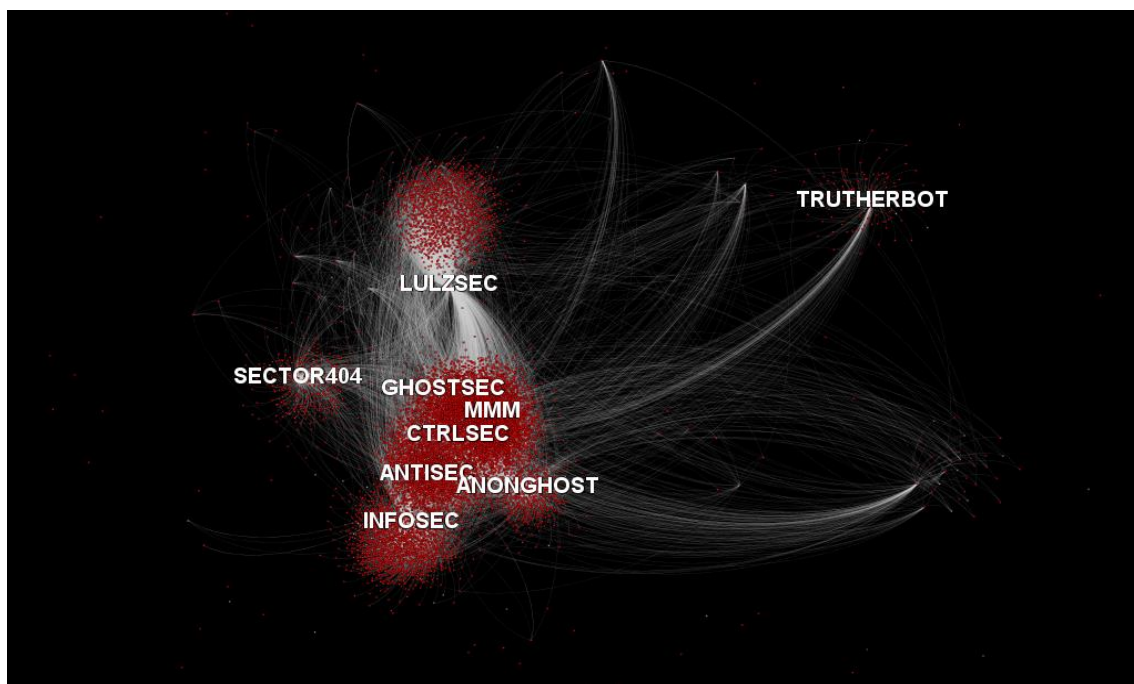 TRUTHERBOT
LULZSEC
SECTOR404
GHOSTSEC
MMM
CTRLSEC
ANTISEC
ANONGHOST
INFOSEC